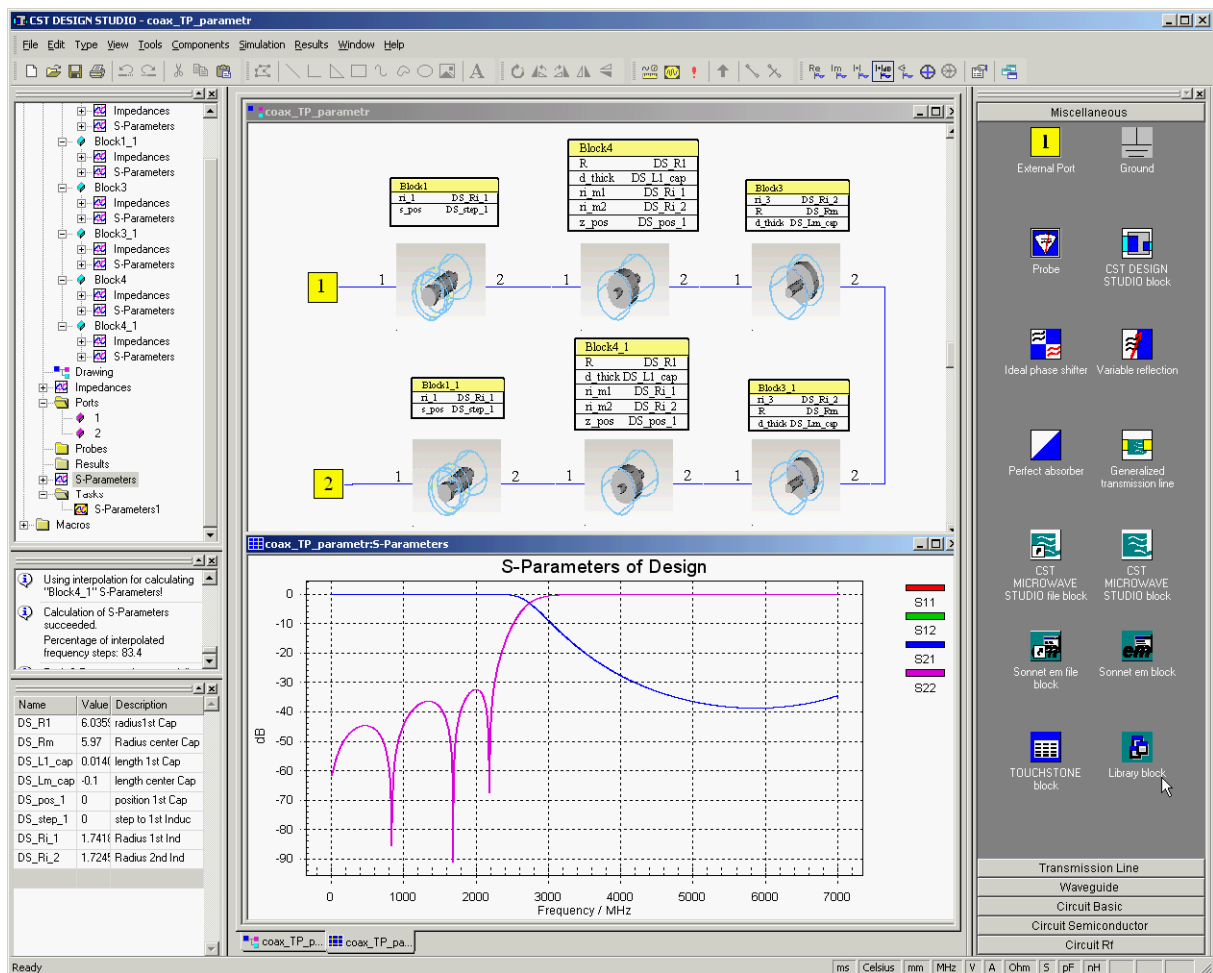 CST DESIGN STUDIO - coax_TP_parametr
File Edit Type View Tools Components Simulation Results Window Help
Impedances
S-Parameters
Block1_1
Impedances
S-Parameters
Block3
Impedances
S-Parameters
Block3_1
Impedances
S-Parameters
Block4
Impedances
S-Parameters
Block4_1
Impedances
S-Parameters
Drawing
Impedances
Ports
1
2
Probes
Results
S-Parameters
Tasks
S-Parameters1
Macros
Using interpolation for calculating
"Block4_1" S-Parameters!
Calculation of S-Parameters
succeeded.
Percentage of interpolated
frequency steps: 83.4
Name Value Description
DS_R1 6.035 radius1st Cap
DS_Rm 5.97 Radius center Cap
DS_L1_cap 0.014 length 1st Cap
DS_Lm_cap -0.1 length center Cap
DS_pos_1 0 position 1st Cap
DS_step_1 0 step to 1st Induc
DS_Ri_1 1.741 Radius 1st Ind
DS_Ri_2 1.724 Radius 2nd Ind
coax_TP_parametr
Block1
ri_1 DS_Ri_1
s_pos DS_step_1
Block4
R DS_R1
d_thick DS_L1_cap
ri_m1 DS_Ri_1
ri_m2 DS_Ri_2
z_pos DS_pos_1
Block3
ri_3 DS_Ri_2
R DS_Rm
d_thick DS_Lm_cap
1 1 2 1 2 1 2
Block1_1
ri_1 DS_Ri_1
s_pos DS_step_1
Block4_1
R DS_R1
d_thick DS_L1_cap
ri_m1 DS_Ri_1
ri_m2 DS_Ri_2
z_pos DS_pos_1
Block3_1
ri_3 DS_Ri_2
R DS_Rm
d_thick DS_Lm_cap
2 1 2 1 2 1 2
coax_TP_parametr:S-Parameters
S-Parameters of Design
0
-10
-20
-30
-40
-50
-60
-70
-80
-90
dB
0 1000 2000 3000 4000 5000 6000 7000
Frequency / MHz
S11
S12
S21
S22
coax_TP_p... coax_TP_pa...
Miscellaneous
1
External Port
Ground
Probe
CST DESIGN
STUDIO block
Ideal phase shifter
Variable reflection
Perfect absorber
Generalized
transmission line
CST
MICROWAVE
STUDIO file block
CST
MICROWAVE
STUDIO block
Sonnet em file
block
em
Sonnet em block
TOUCHSTONE
block
Library block
Transmission Line
Waveguide
Circuit Basic
Circuit Semiconductor
Circuit Rf
Ready
ms Celsius mm MHz V A Ohm S pF nH